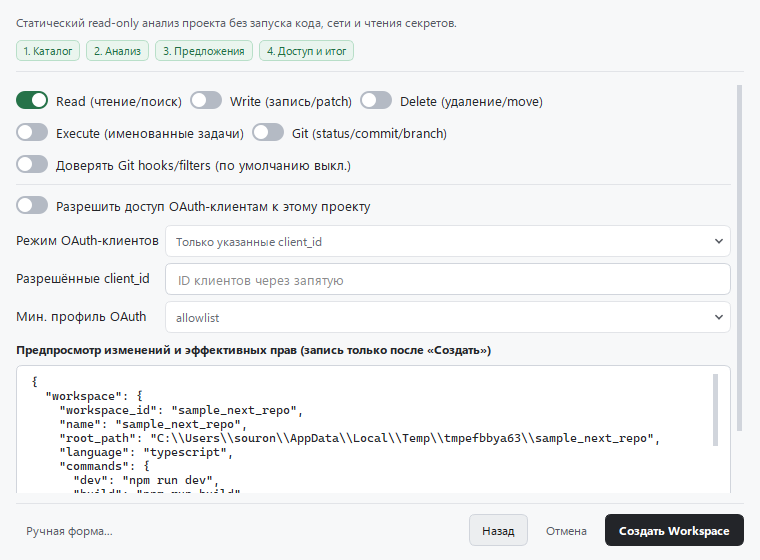 Статический read-only анализ проекта без запуска кода, сети и чтения секретов.
1. Каталог 2. Анализ 3. Предложения 4. Доступ и итог
Read (чтение/поиск) Write (запись/patch) Delete (удаление/move)
Execute (именованные задачи) Git (status/commit/branch)
Доверять Git hooks/filters (по умолчанию выкл.)
Разрешить доступ OAuth-клиентам к этому проекту
Режим OAuth-клиентов Только указанные client_id
Разрешённые client_id ID клиентов через запятую
Мин. профиль OAuth allowlist
Предпросмотр изменений и эффективных прав (запись только после «Создать»)
{
"workspace": {
"workspace_id": "sample_next_repo",
"name": "sample_next_repo",
"root_path": "C:\\Users\\souron\\AppData\\Local\\Temp\\tmpefbbya63\\sample_next_repo",
"language": "typescript",
"commands": {
"dev": "npm run dev",
"build": "npm run build"
Ручная форма... Назад Отмена Создать Workspace